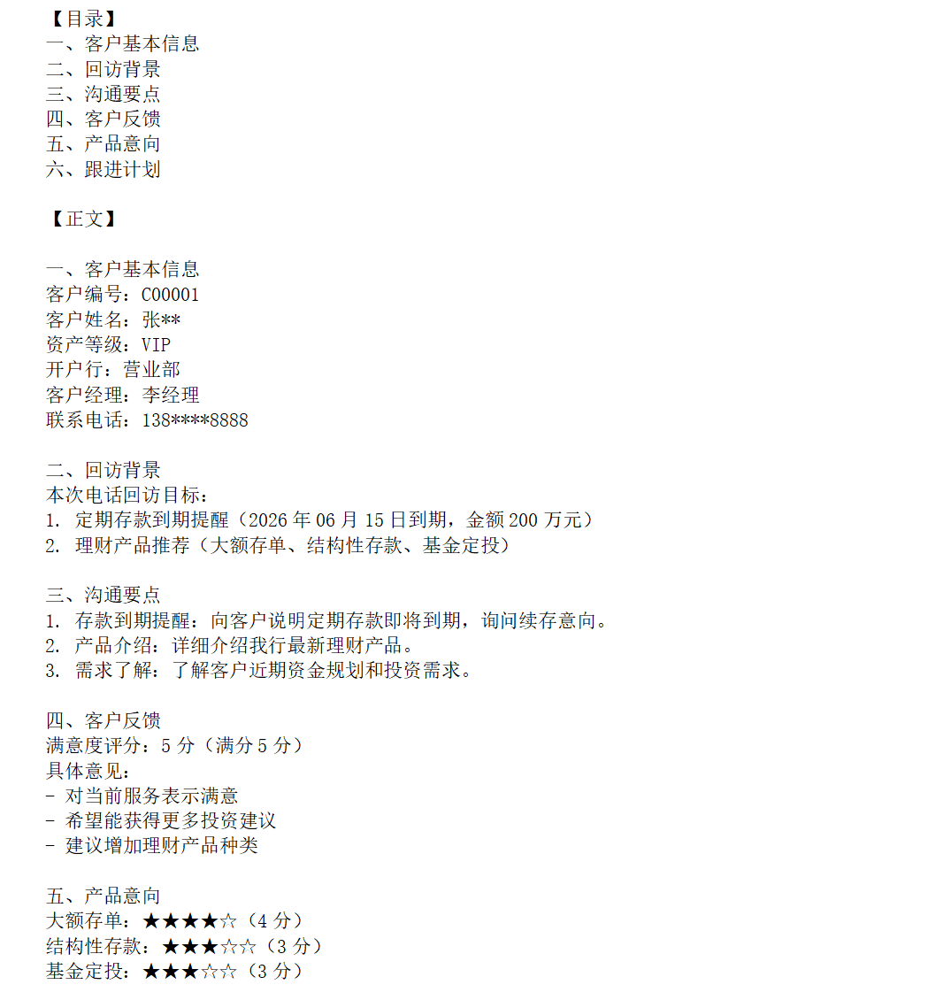 【目录】
一、客户基本信息
二、回访背景
三、沟通要点
四、客户反馈
五、产品意向
六、跟进计划
【正文】
一、客户基本信息
客户编号：C00001
客户姓名：张**
资产等级：VIP
开户行：营业部
客户经理：李经理
联系电话：138****8888
二、回访背景
本次电话回访目标：
1. 定期存款到期提醒（2026 年 06 月 15 日到期，金额 200 万元）
2. 理财产品推荐（大额存单、结构性存款、基金定投）
三、沟通要点
1. 存款到期提醒：向客户说明定期存款即将到期，询问续存意向。
2. 产品介绍：详细介绍我行最新理财产品。
3. 需求了解：了解客户近期资金规划和投资需求。
四、客户反馈
满意度评分：5 分（满分 5 分）
具体意见：
- 对当前服务表示满意
- 希望能获得更多投资建议
- 建议增加理财产品种类
五、产品意向
大额存单：★★★★☆（4 分）
结构性存款：★★★☆☆（3 分）
基金定投：★★★☆☆（3 分）